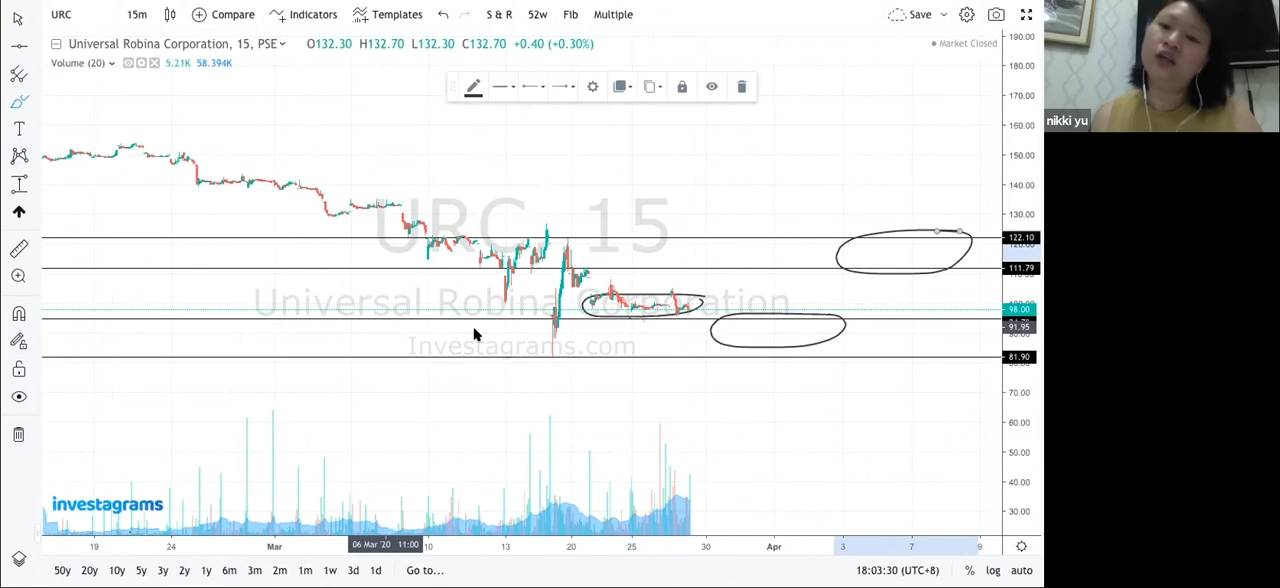 URC 15m Compare Indicators Templates S & R 52w Fib Multiple Save
Universal Robina Corporation, 15, PSE O132.30 H132.70 L132.30 C132.70 +0.40 (+0.30%)
Market Closed
Volume (20) 5.21K 58.394K
nikki yu
190.00
180.00
170.00
160.00
150.00
140.00
130.00
122.10
111.79
98.00
91.95
81.90
70.00
60.00
50.00
40.00
30.00
URC, 15
Universal Robina Corporation
Investagrams.com
investagrams
19 24 Mar 06 Mar '20 11:00 10 13 20 25 30 Apr 3 7 9
50y 20y 10y 5y 3y 2y 1y 6m 3m 2m 1m 1w 3d 1d Go to... 18:03:30 (UTC+8) % log auto